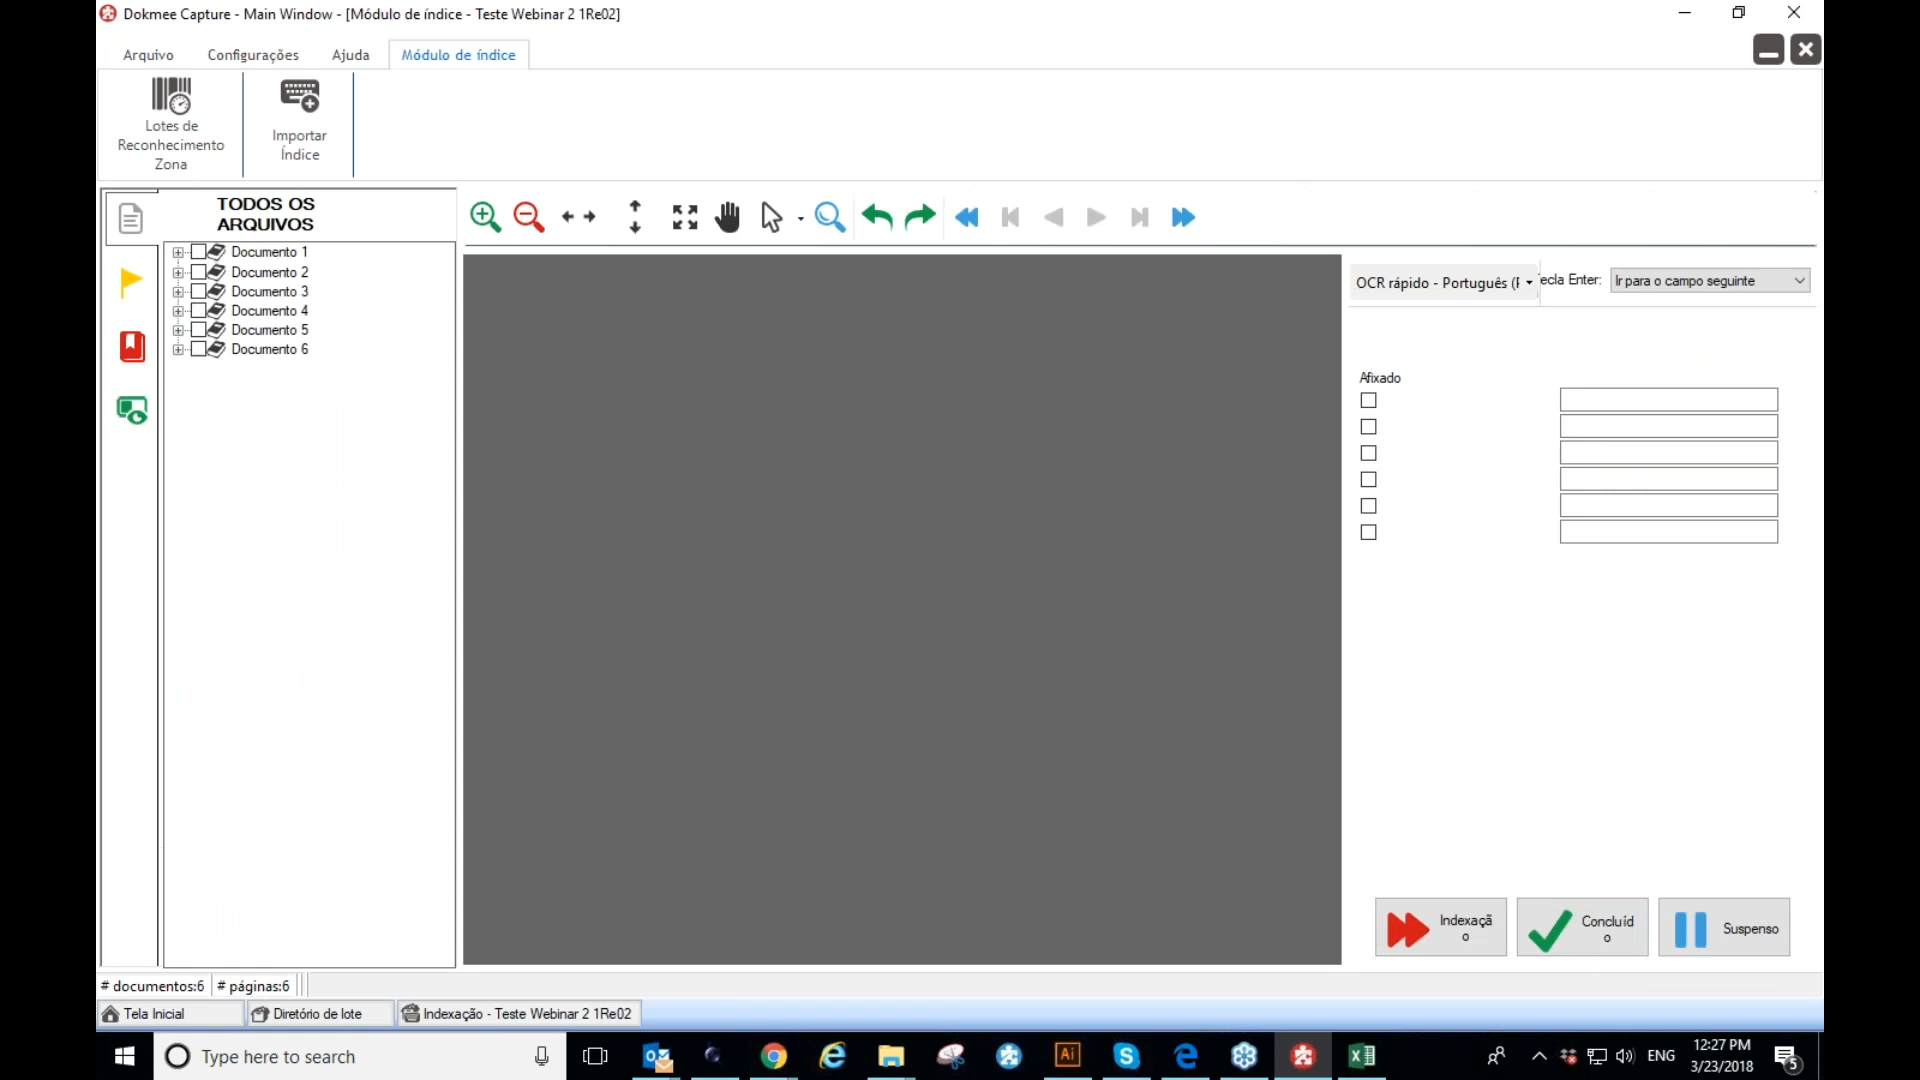 Dokmee Capture - Main Window - [Módulo de índice - Teste Webinar 2 1Re02]
Arquivo Configurações Ajuda Módulo de índice
Lotes de
Reconhecimento
Zona
Importar
Índice
TODOS OS
ARQUIVOS
Documento 1
Documento 2
Documento 3
Documento 4
Documento 5
Documento 6
OCR rápido - Português (F ecla Enter: Ir para o campo seguinte
Afixado
Indexaçã
o
Concluíd
o
Suspenso
# documentos:6 # páginas:6
Tela Inicial Diretório de lote Indexação - Teste Webinar 2 1Re02
Type here to search
Ai
ENG
12:27 PM
3/23/2018
5